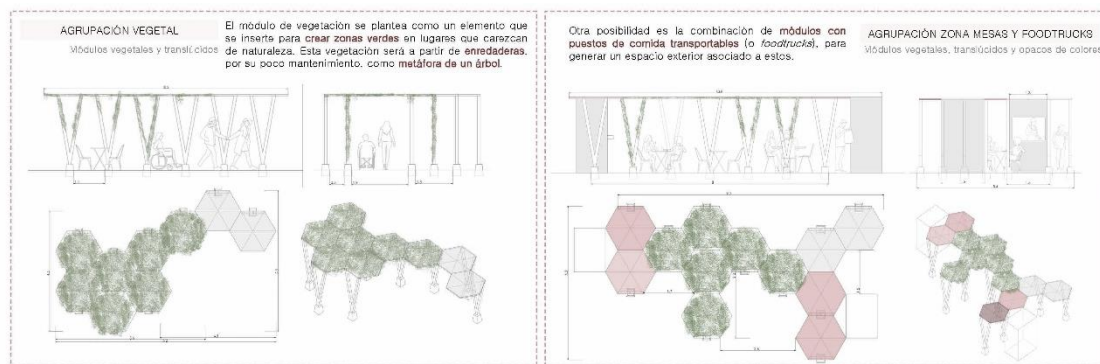 AGRUPACIÓN VEGETAL
Módulos vegetales y translúcidos
El módulo de vegetación se plantea como un elemento que
se inserte para crear zonas verdes en lugares que carezcan
de naturaleza. Esta vegetación será a partir de enredaderas,
por su poco mantenimiento, como metáfora de un árbol.
Otra posibilidad es la combinación de módulos con
puestos de comida transportables (o foodtrucks), para
generar un espacio exterior asociado a estos.
AGRUPACIÓN ZONA MESAS Y FOODTRUCKS
Módulos vegetales, translúcidos y opacos de colores